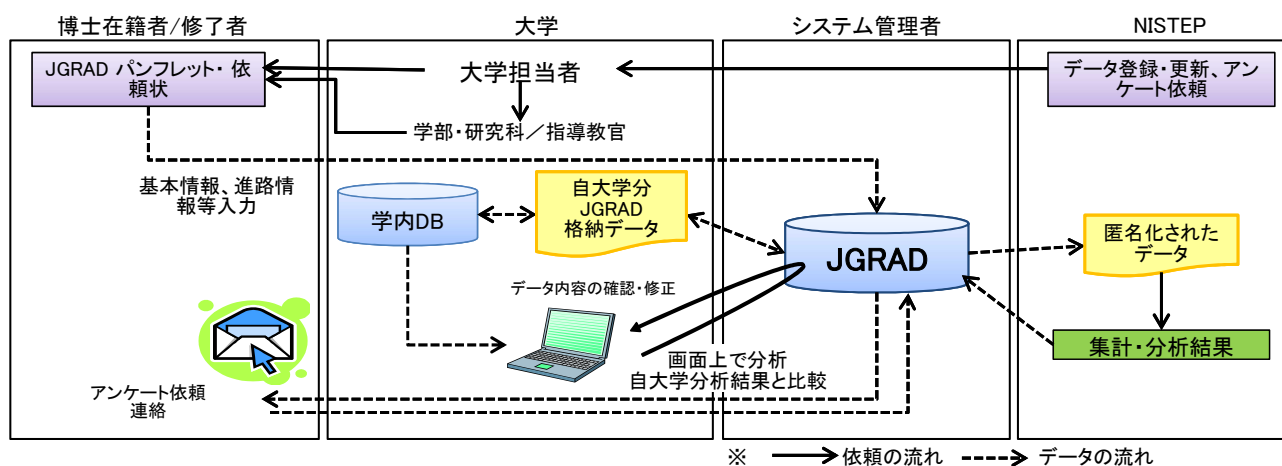 博士在籍者/修了者
大学
システム管理者
NISTEP
JGRAD パンフレット・ 依
頼状
大学担当者
データ登録・更新、アン
ケート依頼
学部・研究科／指導教官
基本情報、進路情
報等入力
学内DB
自大学分
JGRAD
格納データ
JGRAD
匿名化された
データ
データ内容の確認・修正
集計・分析結果
画面上で分析
自大学分析結果と比較
アンケート依頼
連絡
※ 依頼の流れ データの流れ